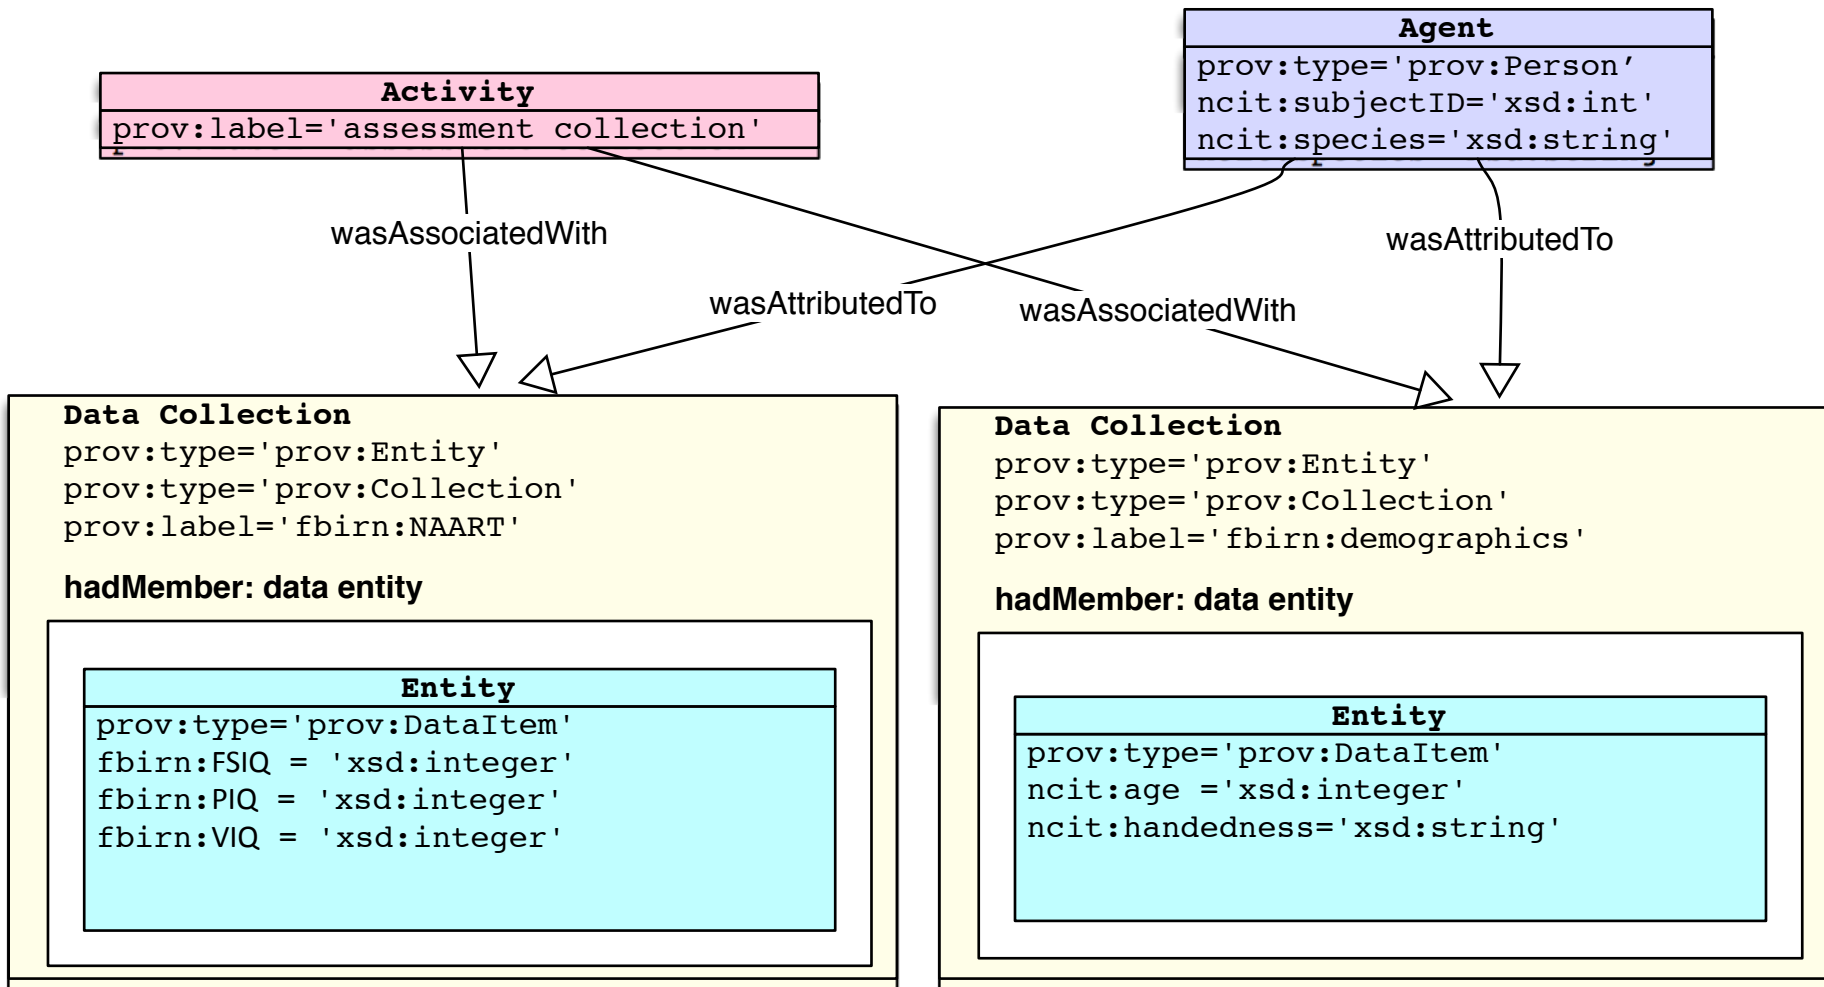 Activity
prov:label='assessment collection'
Agent
prov:type='prov:Person’
ncit:subjectID='xsd:int'
ncit:species='xsd:string'
wasAssociatedWith
wasAttributedTo
wasAttributedTo
wasAssociatedWith
Data Collection
prov:type='prov:Entity'
prov:type='prov:Collection'
prov:label='fbirn:NAART'
hadMember: data entity
Entity
prov:type='prov:DataItem'
fbirn:FSIQ = 'xsd:integer'
fbirn:PIQ = 'xsd:integer'
fbirn:VIQ = 'xsd:integer'
Data Collection
prov:type='prov:Entity'
prov:type='prov:Collection'
prov:label='fbirn:demographics'
hadMember: data entity
Entity
prov:type='prov:DataItem'
ncit:age ='xsd:integer'
ncit:handedness='xsd:string'